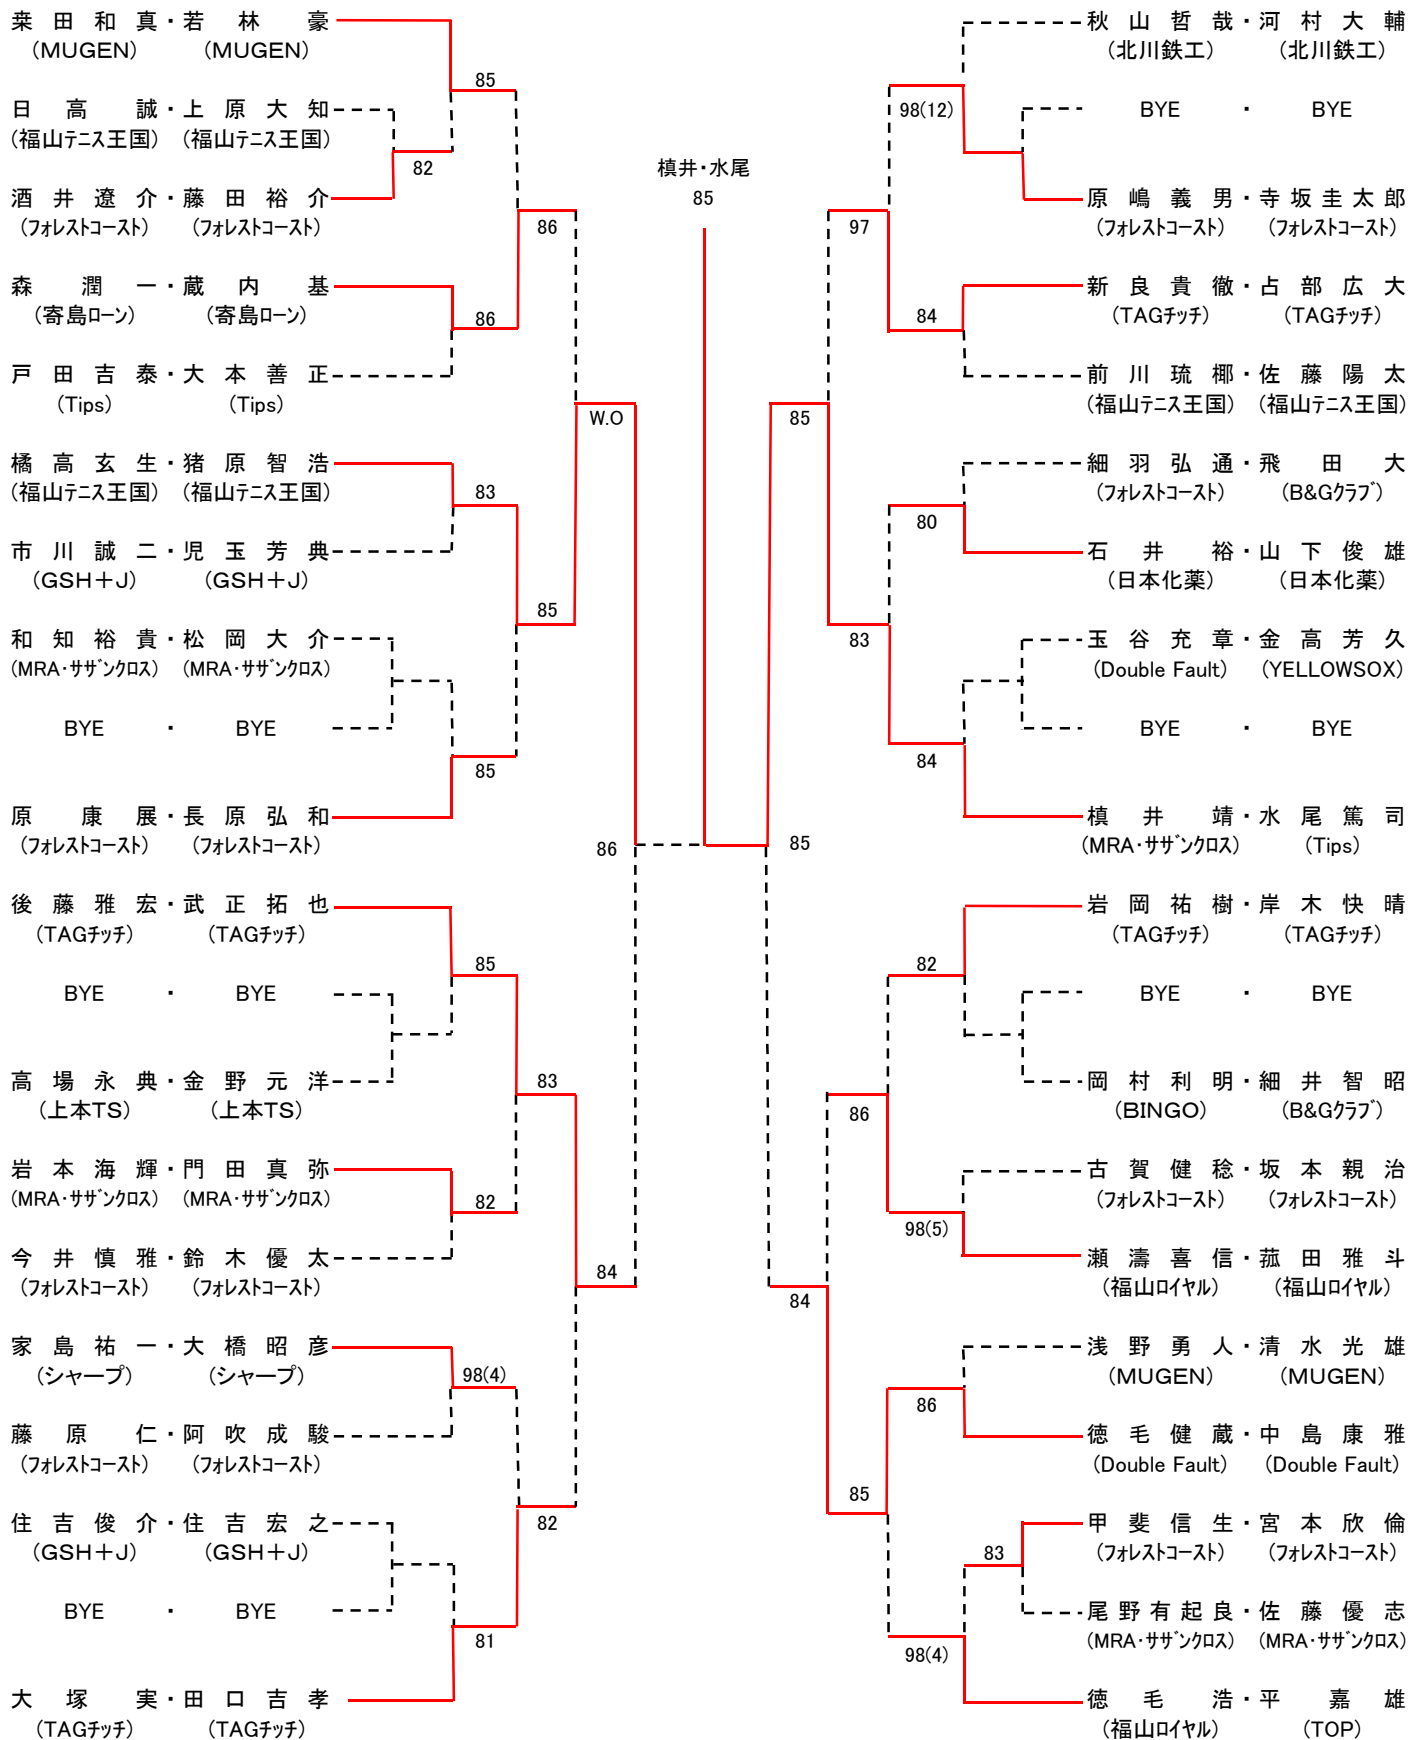 桒田和真・若林豪
(MUGEN) (MUGEN)
85
日高誠・上原大知
(福山テニス王国) (福山テニス王国)
82
酒井遼介・藤田裕介
(フォレストコースト) (フォレストコースト)
86
森潤一・蔵内基
(寄島ローン) (寄島ローン)
86
戸田吉泰・大本善正
(Tips) (Tips)
W.O
橘高玄生・猪原智浩
(福山テニス王国) (福山テニス王国)
83
市川誠二・児玉芳典
(GSH+J) (GSH+J)
85
和知裕貴・松岡大介
(MRA・サザンクロス) (MRA・サザンクロス)
BYE ・ BYE
85
原康展・長原弘和
(フォレストコースト) (フォレストコースト)
86
後藤雅宏・武正拓也
(TAGチッチ) (TAGチッチ)
85
BYE ・ BYE
高場永典・金野元洋
(上本TS) (上本TS)
83
岩本海輝・門田真弥
(MRA・サザンクロス) (MRA・サザンクロス)
82
今井慎雅・鈴木優太
(フォレストコースト) (フォレストコースト)
84
家島祐一・大橋昭彦
(シャープ) (シャープ)
98(4)
藤原仁・阿吹成駿
(フォレストコースト) (フォレストコースト)
82
住吉俊介・住吉宏之
(GSH+J) (GSH+J)
BYE ・ BYE
81
大塚実・田口吉孝
(TAGチッチ) (TAGチッチ)
槙井・水尾
85
秋山哲哉・河村大輔
(北川鉄工) (北川鉄工)
98(12)
BYE ・ BYE
原嶋義男・寺坂圭太郎
(フォレストコースト) (フォレストコースト)
97
新良貴徹・占部広大
(TAGチッチ) (TAGチッチ)
84
前川琉椰・佐藤陽太
(福山テニス王国) (福山テニス王国)
85
細羽弘通・飛田大
(フォレストコースト) (B&Gクラブ)
80
石井裕・山下俊雄
(日本化薬) (日本化薬)
83
玉谷充章・金高芳久
(Double Fault) (YELLOWSOX)
BYE ・ BYE
84
槙井靖・水尾篤司
(MRA・サザンクロス) (Tips)
85
岩岡祐樹・岸木快晴
(TAGチッチ) (TAGチッチ)
82
BYE ・ BYE
岡村利明・細井智昭
(BINGO) (B&Gクラブ)
86
古賀健稔・坂本親治
(フォレストコースト) (フォレストコースト)
98(5)
瀬濤喜信・菰田雅斗
(福山ロイヤル) (福山ロイヤル)
84
浅野勇人・清水光雄
(MUGEN) (MUGEN)
86
徳毛健蔵・中島康雅
(Double Fault) (Double Fault)
85
甲斐信生・宮本欣倫
(フォレストコースト) (フォレストコースト)
83
尾野有起良・佐藤優志
(MRA・サザンクロス) (MRA・サザンクロス)
98(4)
徳毛浩・平嘉雄
(福山ロイヤル) (TOP)